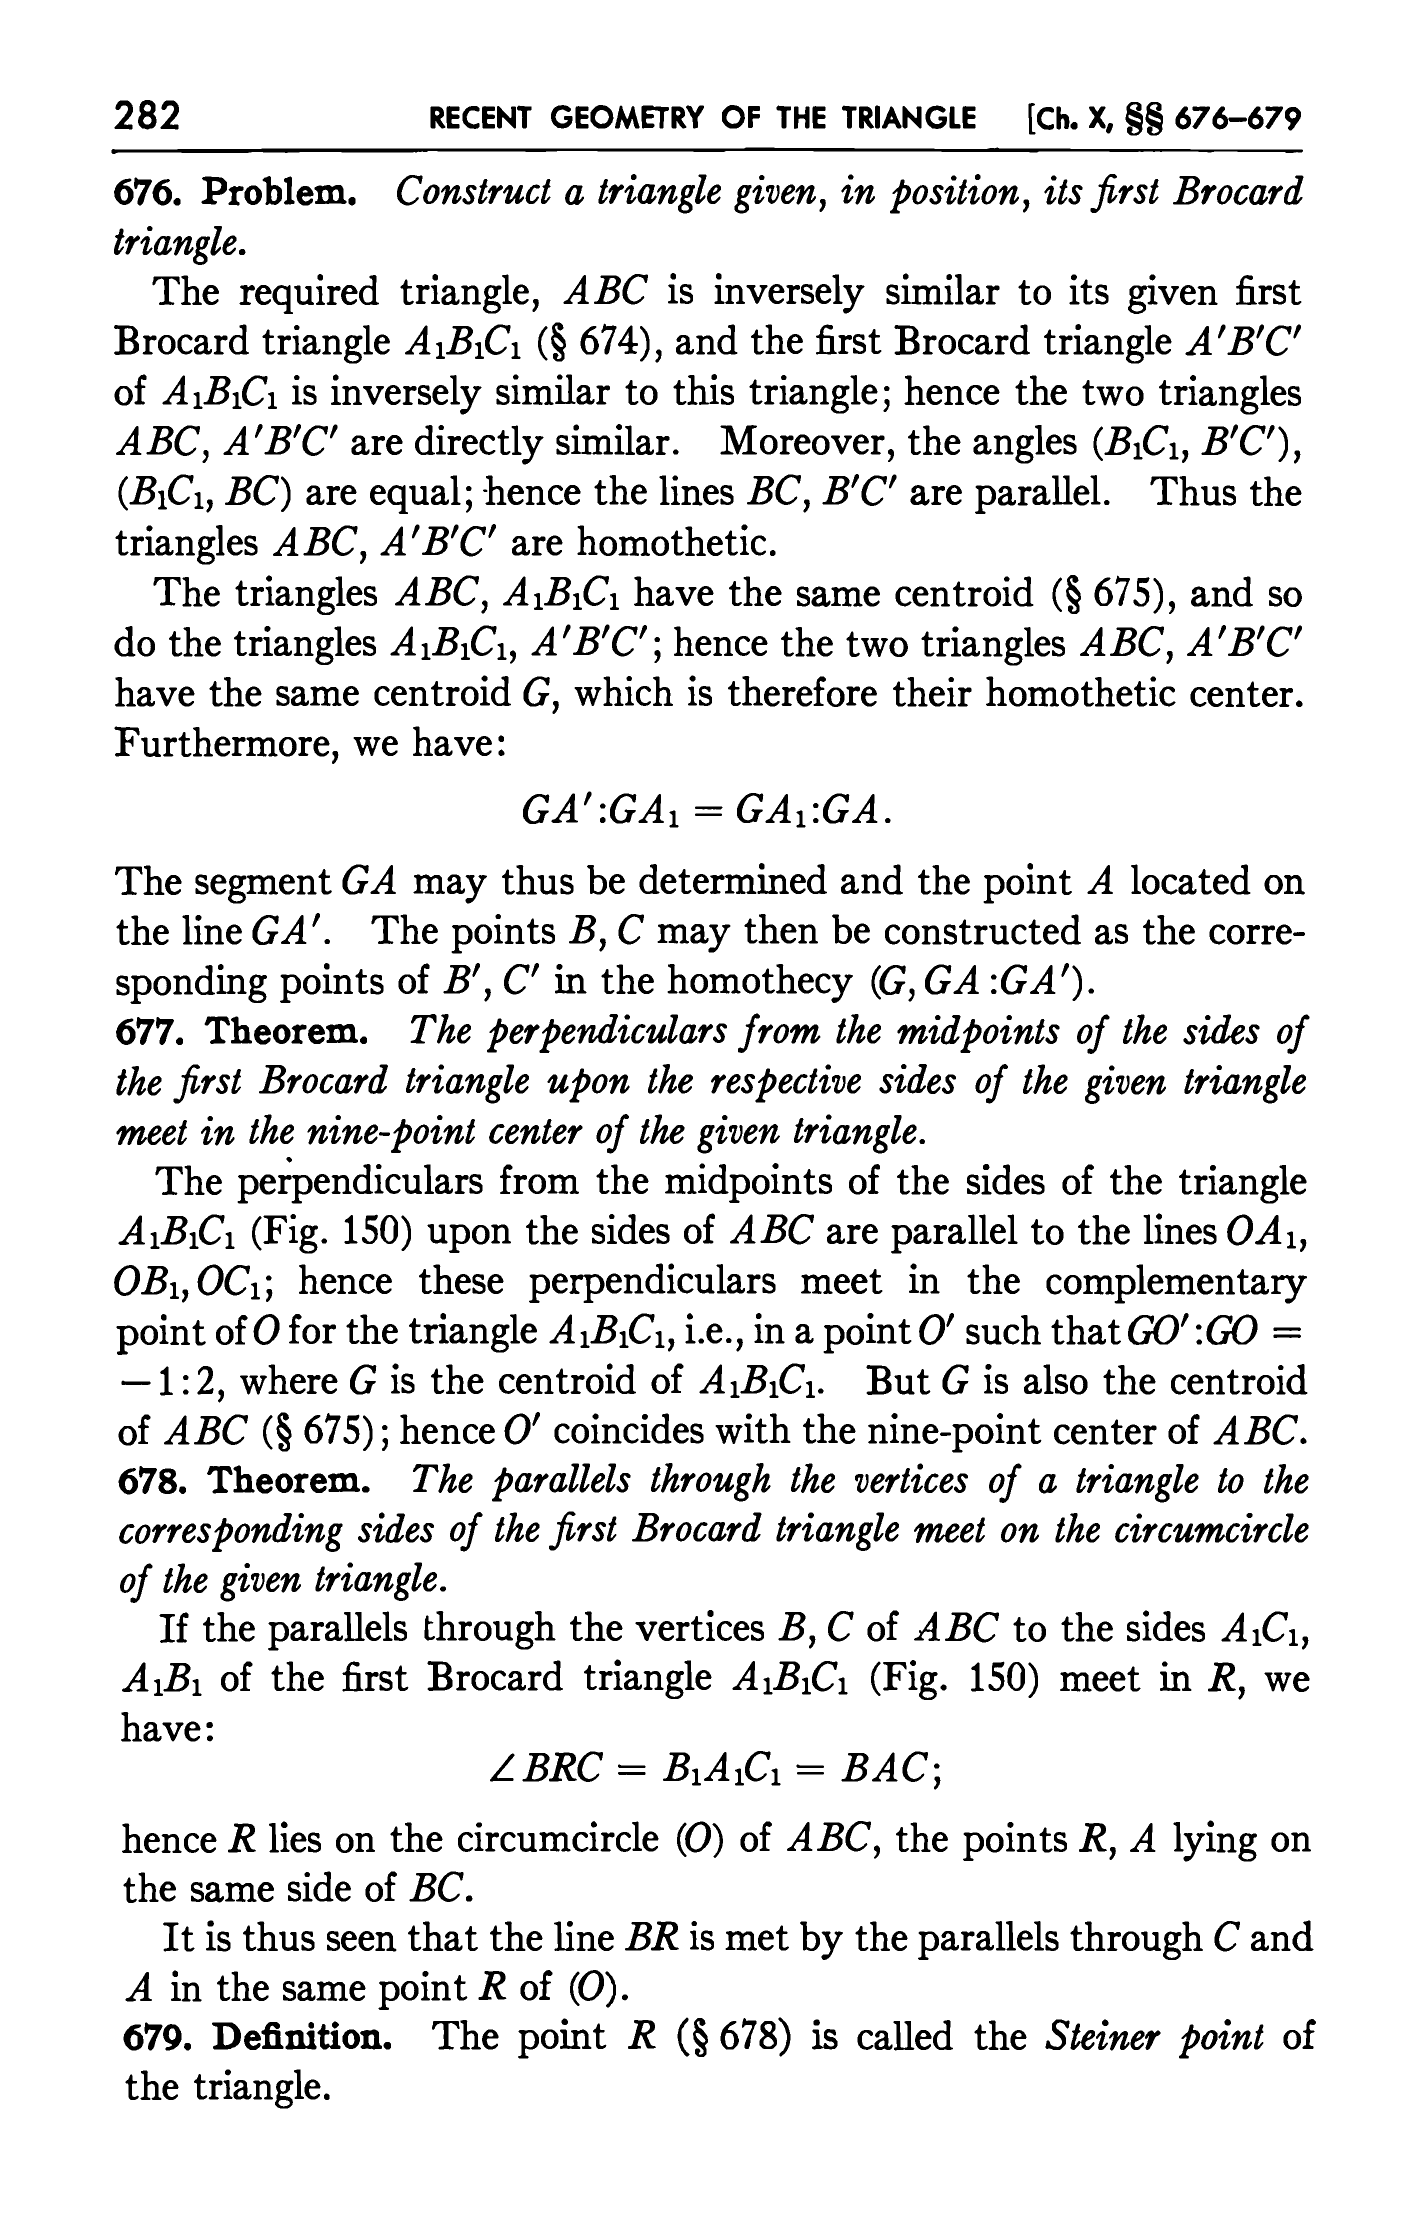 282 RECENT GEOMETRY OF THE TRIANGLE [Ch. X, §§ 676–679
676. Problem. Construct a triangle given, in position, its first Brocard
triangle.
The required triangle, ABC is inversely similar to its given first
Brocard triangle A₁B₁C₁ (§ 674), and the first Brocard triangle A'B'C'
of A₁B₁C₁ is inversely similar to this triangle; hence the two triangles
ABC, A'B'C' are directly similar. Moreover, the angles (B₁C₁, B'C'),
(B₁C₁, BC) are equal; hence the lines BC, B'C' are parallel. Thus the
triangles ABC, A'B'C' are homothetic.
The triangles ABC, A₁B₁C₁ have the same centroid (§ 675), and so
do the triangles A₁B₁C₁, A'B'C'; hence the two triangles ABC, A'B'C'
have the same centroid G, which is therefore their homothetic center.
Furthermore, we have:
GA':GA₁ = GA₁:GA.
The segment GA may thus be determined and the point A located on
the line GA'. The points B, C may then be constructed as the corre-
sponding points of B', C' in the homothecy (G, GA:GA').
677. Theorem. The perpendiculars from the midpoints of the sides of
the first Brocard triangle upon the respective sides of the given triangle
meet in the nine-point center of the given triangle.
The perpendiculars from the midpoints of the sides of the triangle
A₁B₁C₁ (Fig. 150) upon the sides of ABC are parallel to the lines OA₁,
OB₁, OC₁; hence these perpendiculars meet in the complementary
point of O for the triangle A₁B₁C₁, i.e., in a point O' such that GO':GO =
−1:2, where G is the centroid of A₁B₁C₁. But G is also the centroid
of ABC (§ 675); hence O' coincides with the nine-point center of ABC.
678. Theorem. The parallels through the vertices of a triangle to the
corresponding sides of the first Brocard triangle meet on the circumcircle
of the given triangle.
If the parallels through the vertices B, C of ABC to the sides A₁C₁,
A₁B₁ of the first Brocard triangle A₁B₁C₁ (Fig. 150) meet in R, we
have:
∠BRC = B₁A₁C₁ = BAC;
hence R lies on the circumcircle (O) of ABC, the points R, A lying on
the same side of BC.
It is thus seen that the line BR is met by the parallels through C and
A in the same point R of (O).
679. Definition. The point R (§ 678) is called the Steiner point of
the triangle.